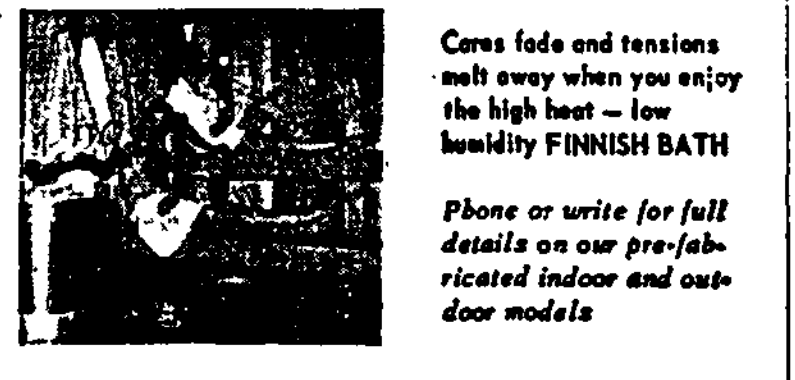 Cares fade and tensions
melt away when you enjoy
the high heat — low
humidity FINNISH BATH
Phone or write for full
details on our pre-fab-
ricated indoor and out-
door models